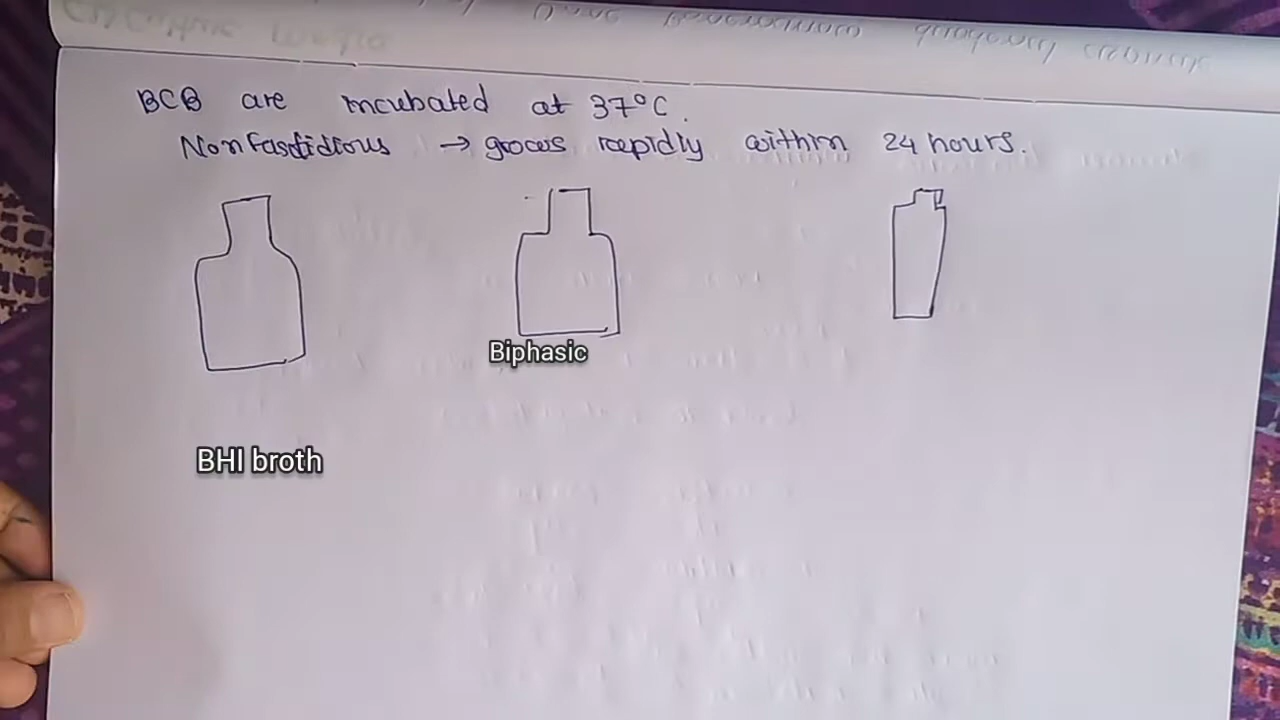 BCB are incubated at 37°C.
Nonfastidious → grows rapidly within 24 hours.
Biphasic
BHI broth